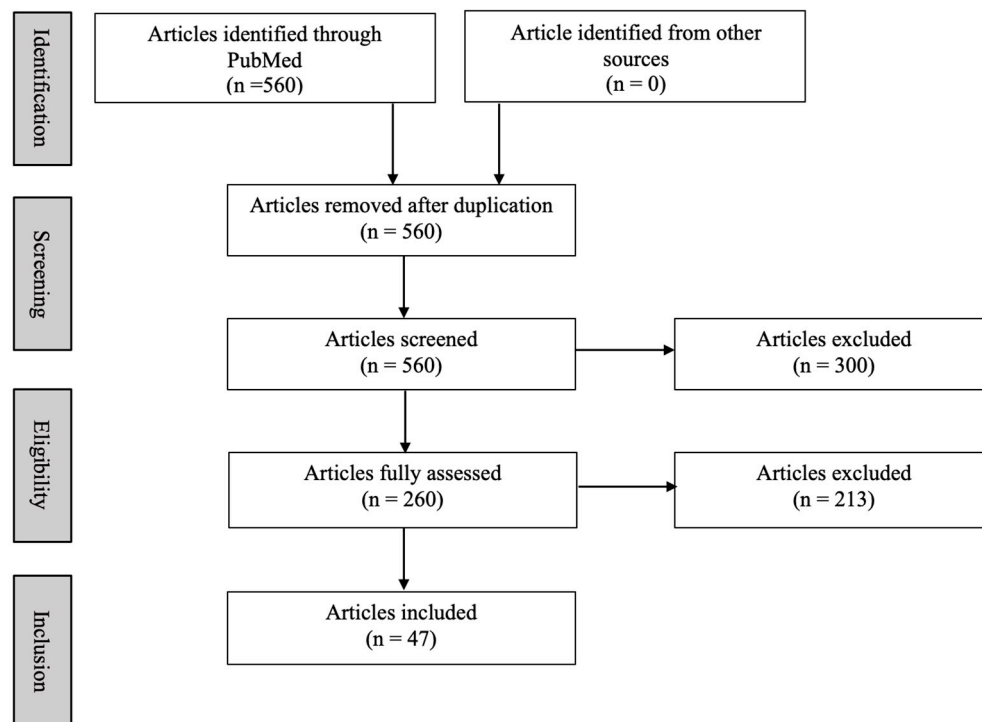 Identification
Articles identified through
PubMed
(n =560)
Article identified from other
sources
(n = 0)
Screening
Articles removed after duplication
(n = 560)
Articles screened
(n = 560)
Articles excluded
(n = 300)
Eligibility
Articles fully assessed
(n = 260)
Articles excluded
(n = 213)
Inclusion
Articles included
(n = 47)